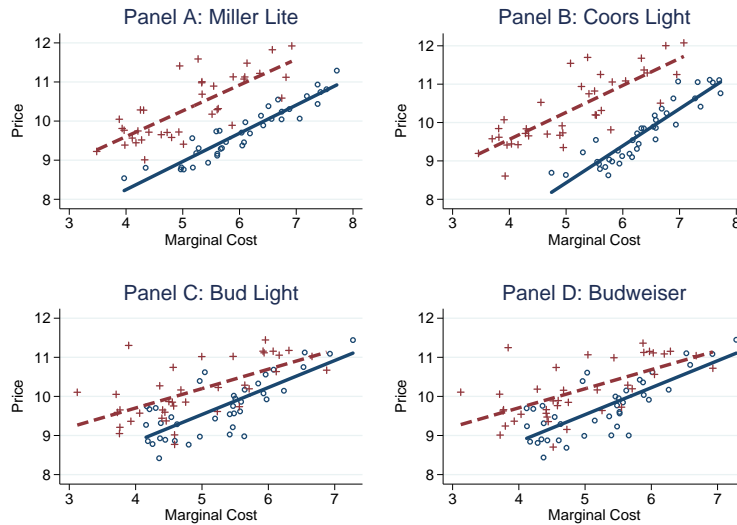 Panel A: Miller Lite
Price
12
11
10
9
8
3 4 5 6 7 8
Marginal Cost
Panel B: Coors Light
Price
12
11
10
9
8
3 4 5 6 7 8
Marginal Cost
Panel C: Bud Light
Price
12
11
10
9
8
3 4 5 6 7
Marginal Cost
Panel D: Budweiser
Price
12
11
10
9
8
3 4 5 6 7
Marginal Cost